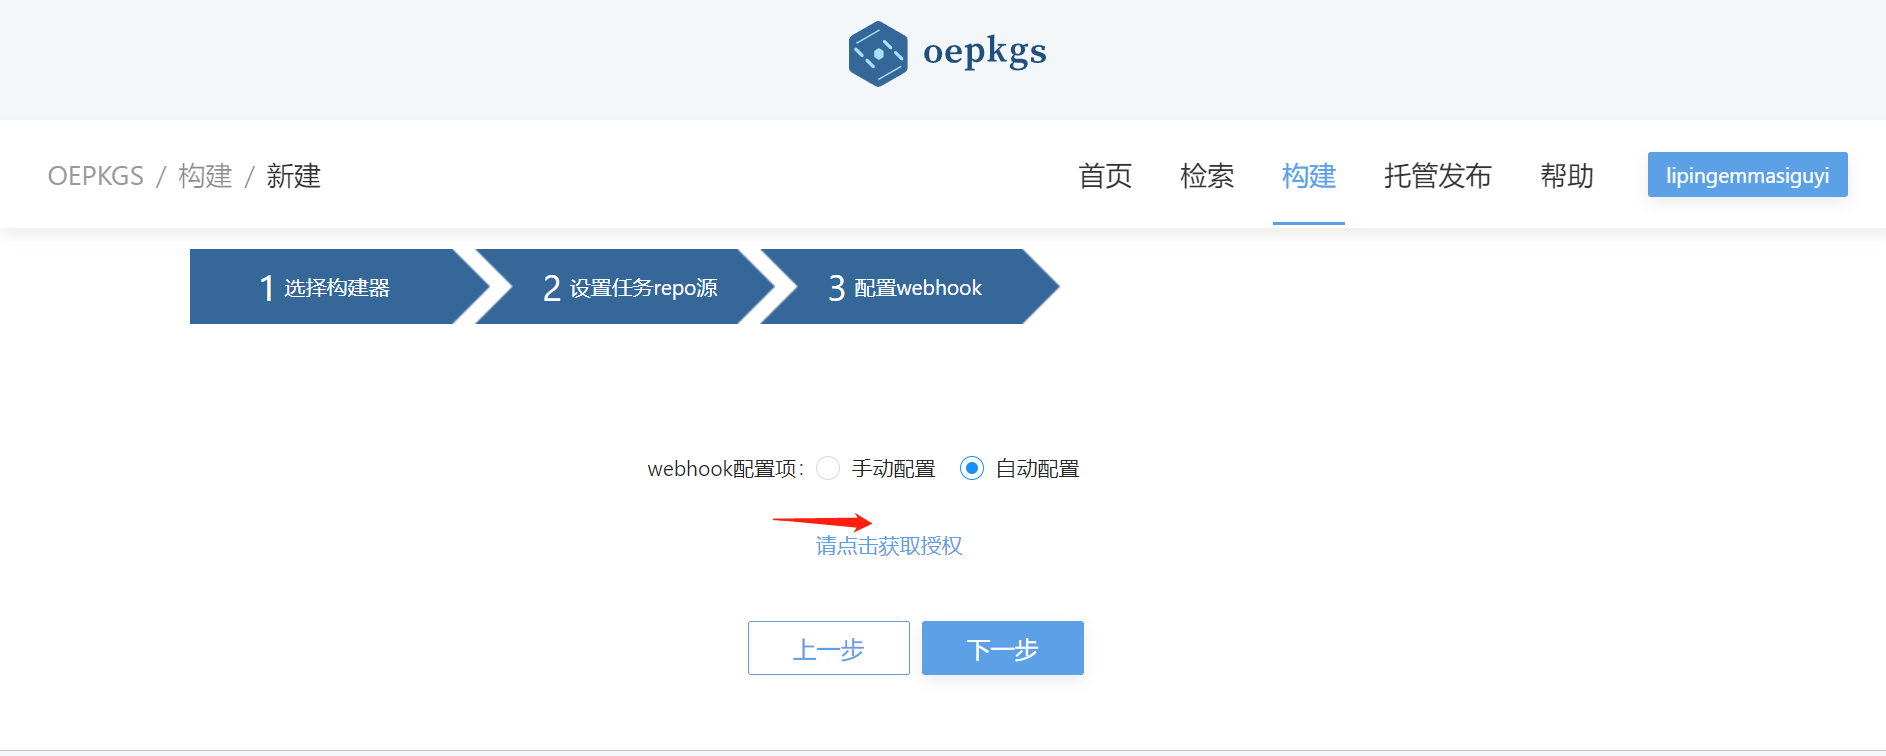 oepkgs
OEPKGS / 构建 / 新建
首页 检索 构建 托管发布 帮助 lipingemmasiguyi
1 选择构建器 2 设置任务repo源 3 配置webhook
webhook配置项: 手动配置 自动配置
请点击获取授权
上一步 下一步